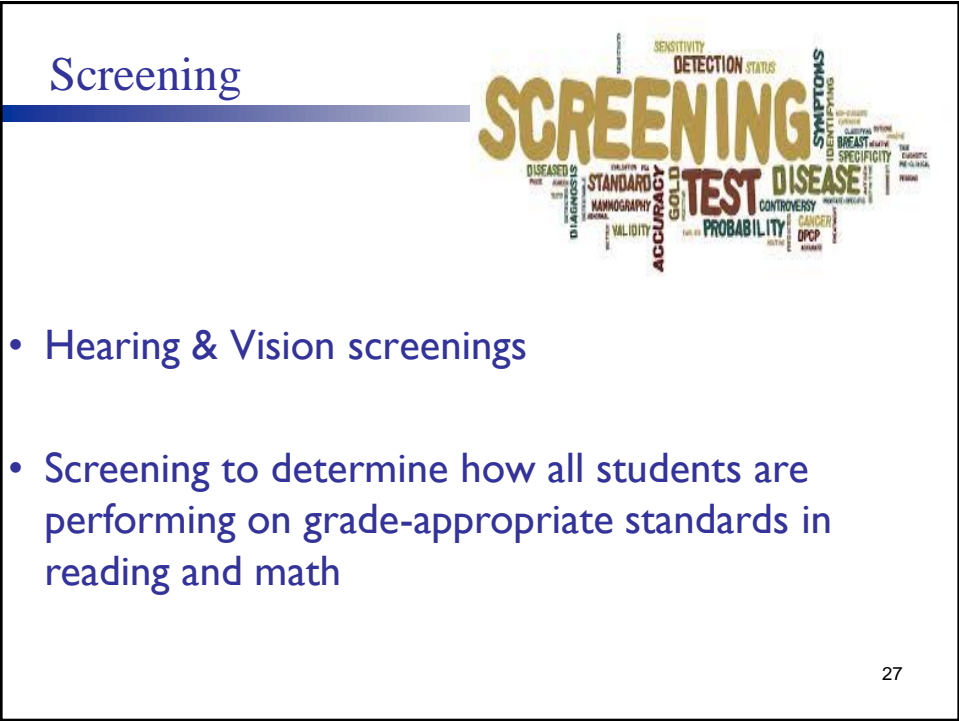 Screening
SENSITIVITY
DETECTION STATUS
SCREENING
SYMPTOMS
IDENTIFYING
BREAST
SPECIFICITY
DISEASED
DIAGNOSIS
STANDARD
MAMMOGRAPHY
VALIDITY
ACCURACY
GOLD
TEST
DISEASE
CONTROVERSY
PROBABILITY
CANCER
DPCP
• Hearing & Vision screenings
• Screening to determine how all students are
performing on grade-appropriate standards in
reading and math
27